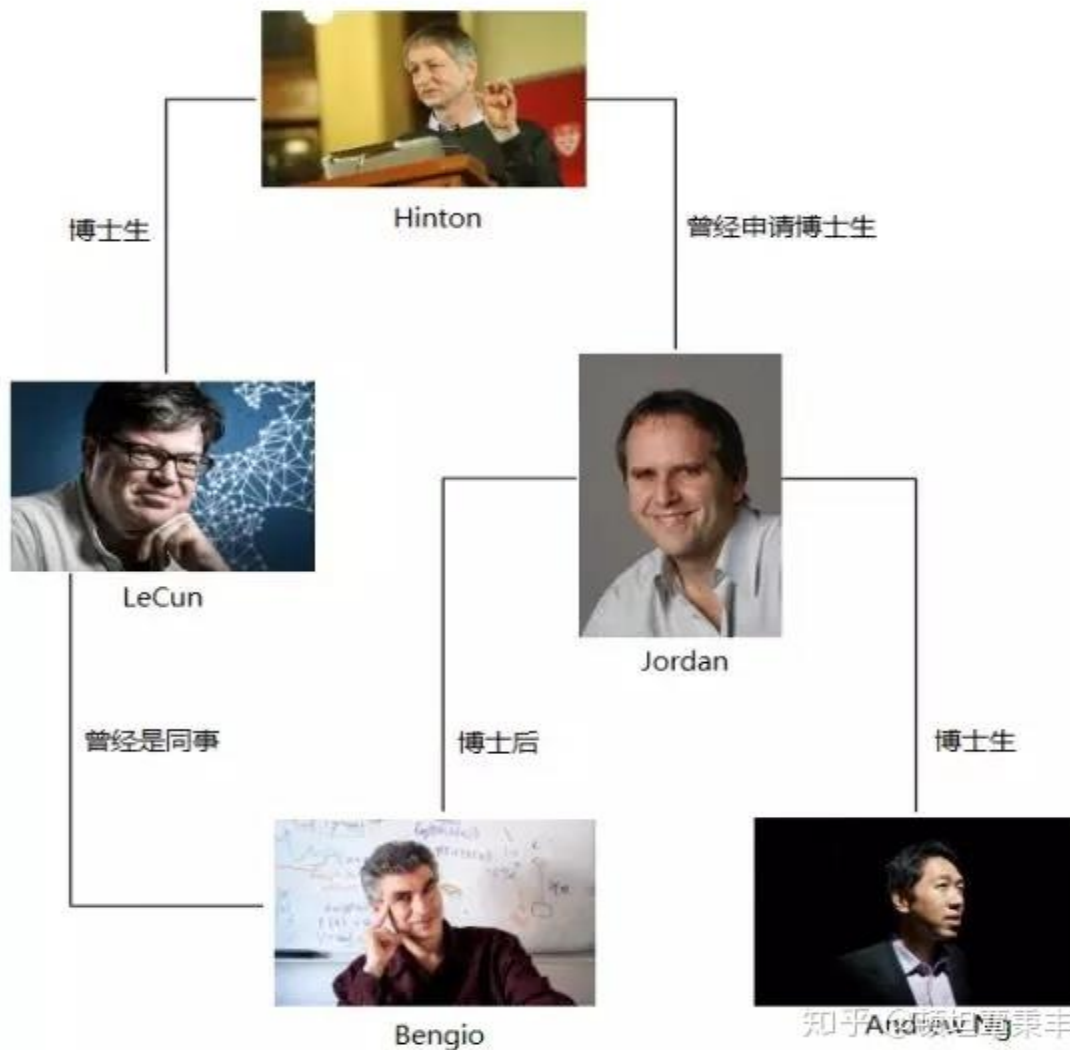 Hinton
博士生
曾经申请博士生
LeCun
Jordan
曾经是同事
博士后
博士生
Bengio
Andrew Ng
知乎